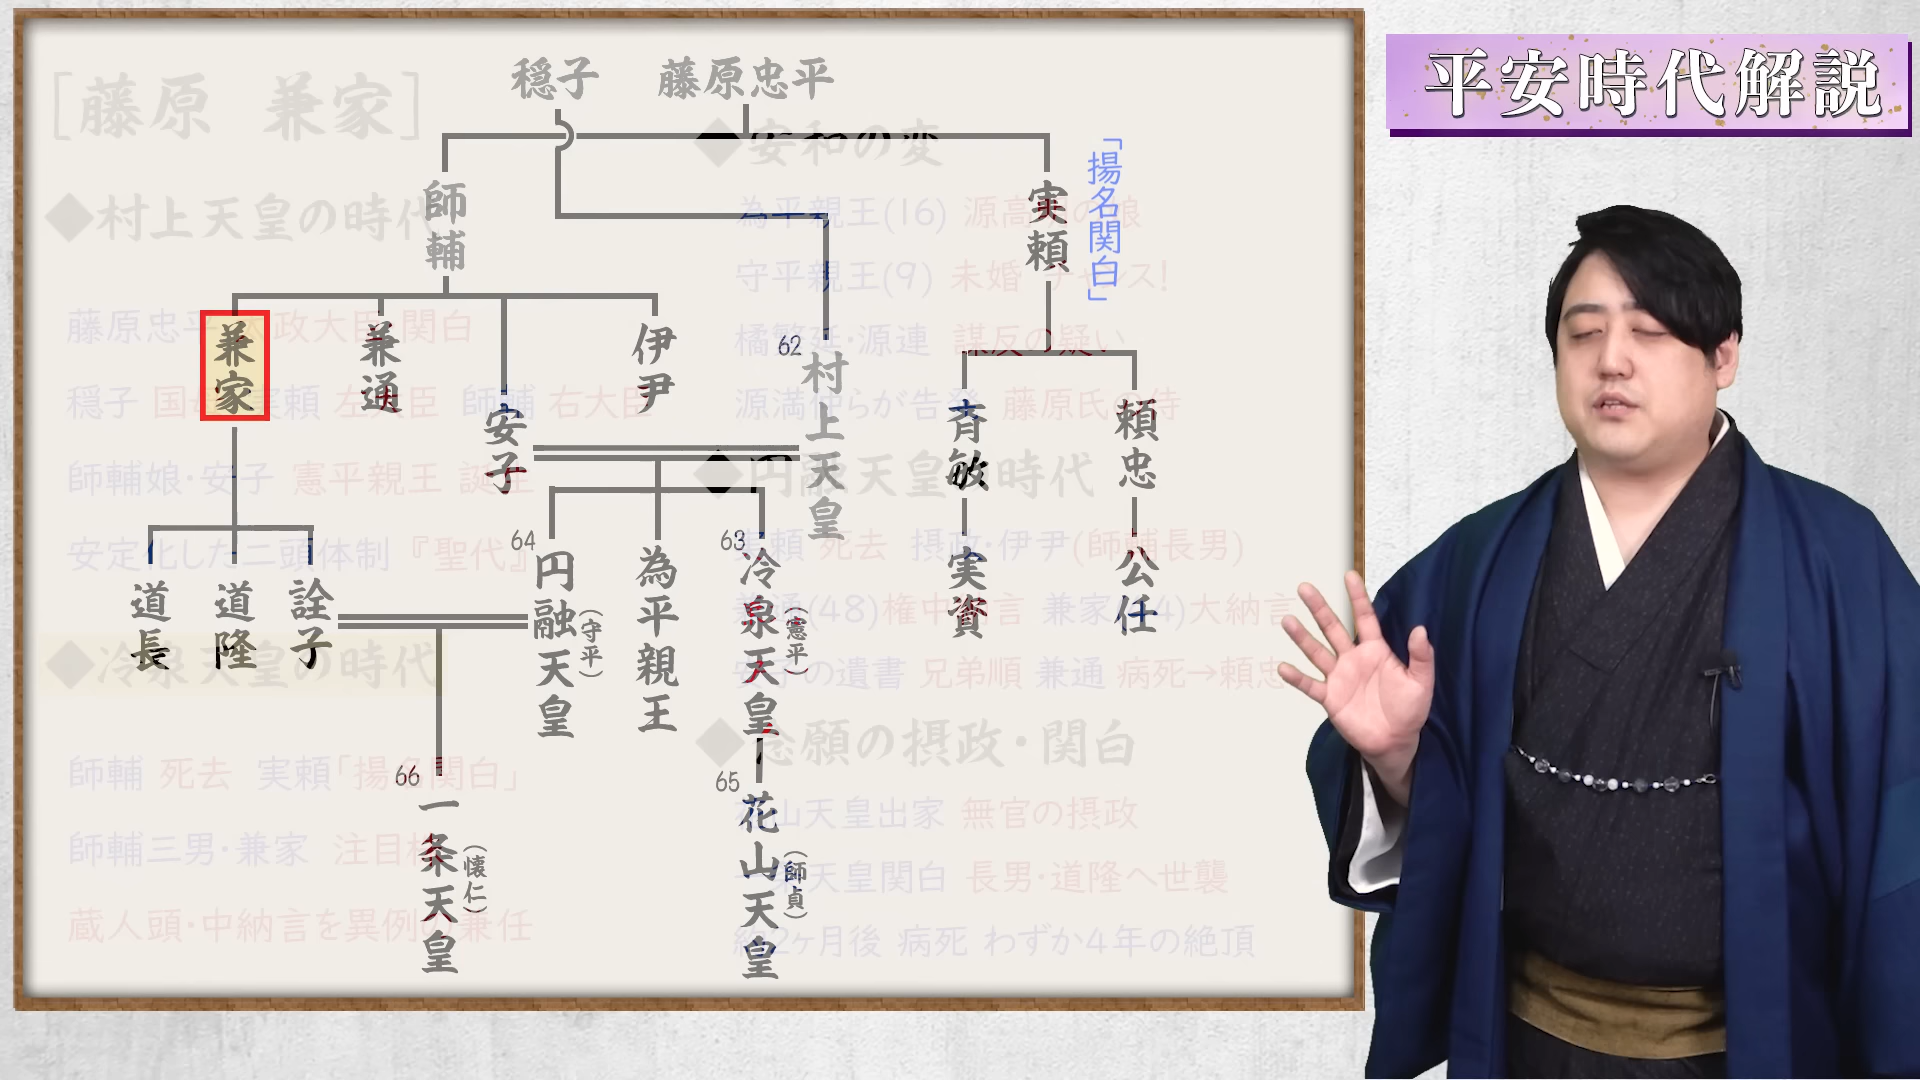 平安時代解説
[藤原 兼家]
◆村上天皇の時代
穏子 国母 実頼 左大臣 師輔 右大臣
師輔娘・安子 憲平親王 誕生
安定化した二頭体制『聖代』
◆冷泉天皇の時代
師輔 死去 実頼「揚名関白」
師輔三男・兼家 注目株
蔵人頭・中納言を異例の兼任
◆安和の変
為平親王(16) 源高明の娘
守平親王(9) 未婚 チャンス!
橘繁延・源連 謀反の疑い
源満仲らが告発 藤原氏の侍
◆円融天皇の時代
実頼 死去 摂政・伊尹(師輔長男)
兼通(48)権中納言 兼家(44)大納言
安子の遺書 兄弟順 兼通 病死→頼忠
◆念願の摂政・関白
花山天皇出家 無官の摂政
天皇関白 長男・道隆へ世襲
約2ヶ月後 病死 わずか4年の絶頂
穏子
藤原忠平
師輔
実頼
「揚名関白」
兼家
兼通
安子
伊尹
62
村上天皇
斉敏
頼忠
道長
道隆
詮子
64
円融天皇
(守平)
為平親王
63
冷泉天皇
(憲平)
実資
公任
66
一条天皇
(懐仁)
65
花山天皇
(師貞)